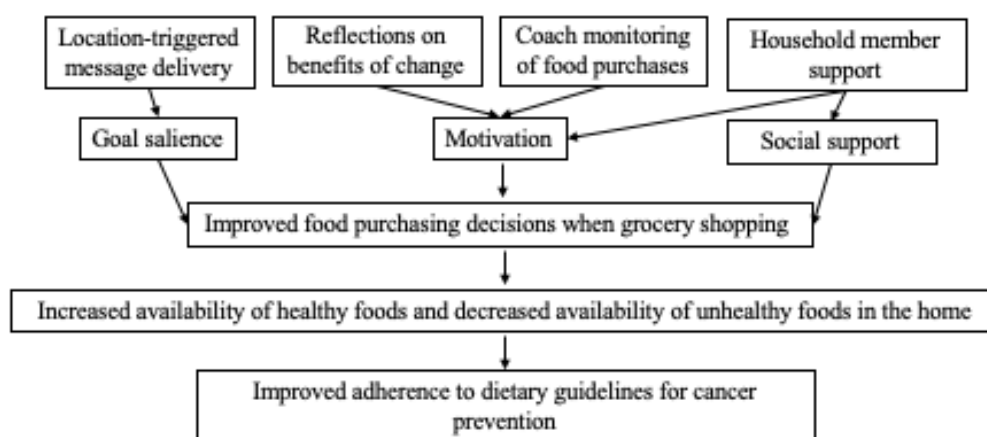 Location-triggered
message delivery
Reflections on
benefits of change
Coach monitoring
of food purchases
Household member
support
Goal salience
Motivation
Social support
Improved food purchasing decisions when grocery shopping
Increased availability of healthy foods and decreased availability of unhealthy foods in the home
Improved adherence to dietary guidelines for cancer
prevention